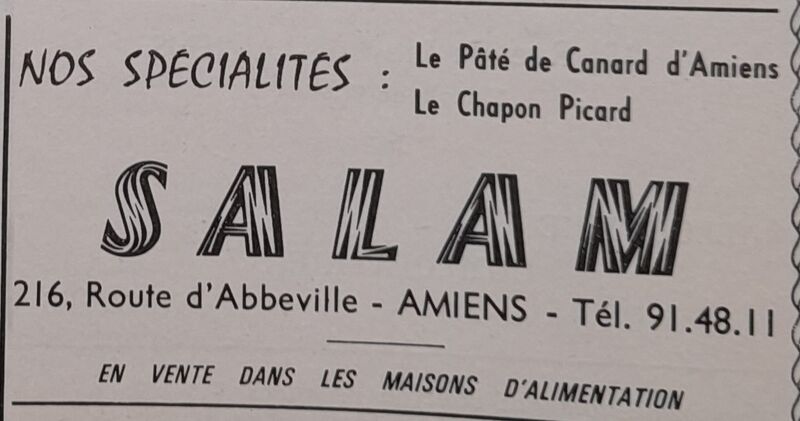 NOS SPÉCIALITÉS :
Le Pâté de Canard d'Amiens
Le Chapon Picard
SALAM
216, Route d'Abbeville - AMIENS - Tél. 91.48.11
EN VENTE DANS LES MAISONS D'ALIMENTATION